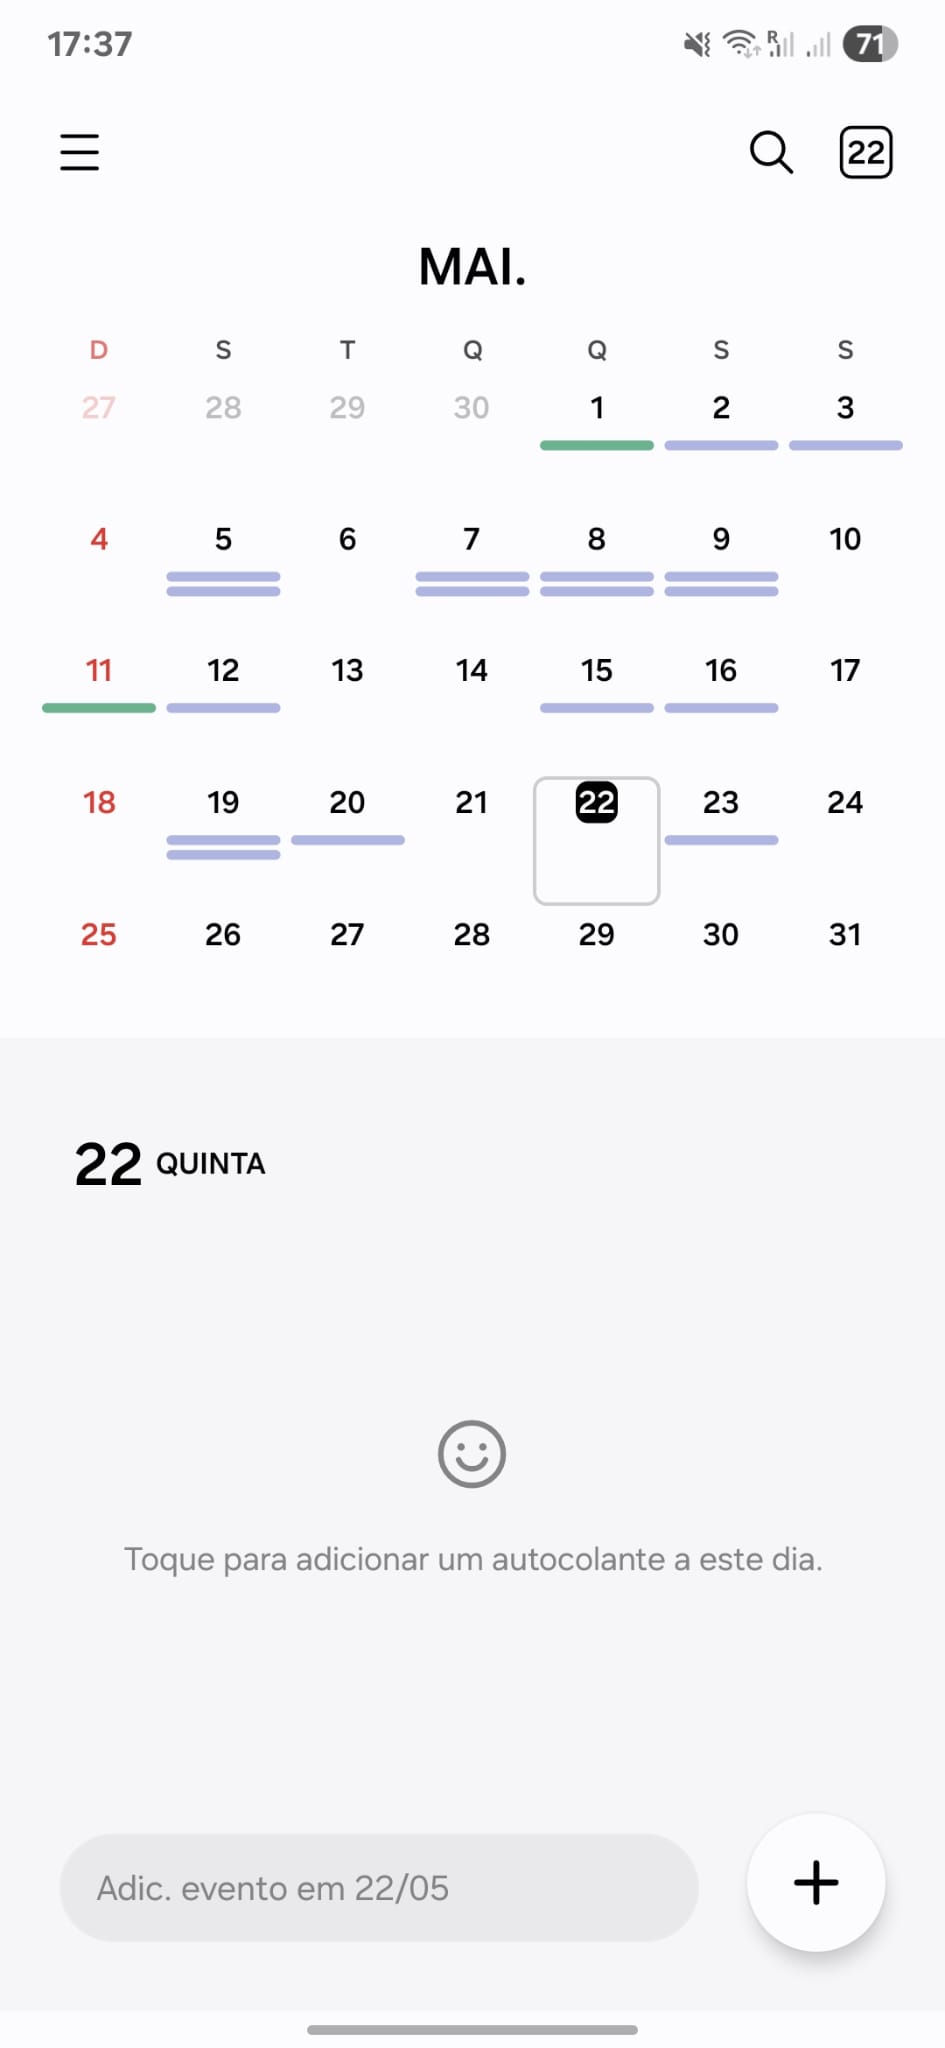 17:37 R 71
22
MAI.
D S T Q Q S S
27 28 29 30 1 2 3
4 5 6 7 8 9 10
11 12 13 14 15 16 17
18 19 20 21 22 23 24
25 26 27 28 29 30 31
22 QUINTA
Toque para adicionar um autocolante a este dia.
Adic. evento em 22/05